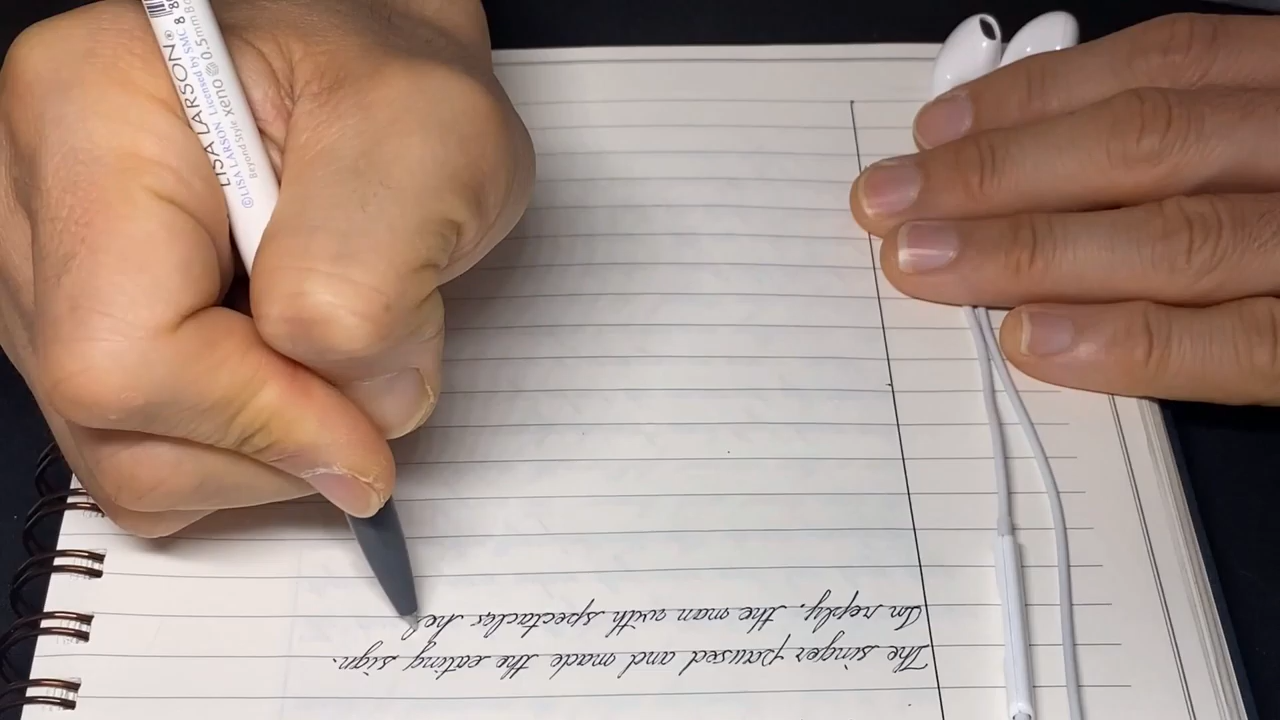 The singer paused and made the eating sign.
In reply, the man with spectacles he
LISA LARSON®
©LISA LARSON Licensed by SMC
Beyond Style xeno 0.5mm